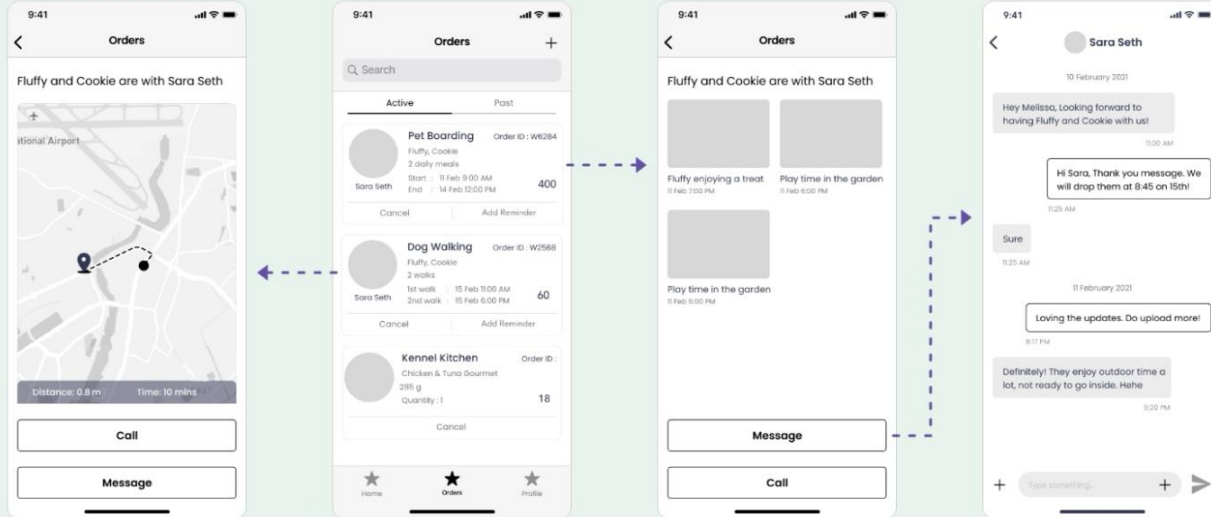 9:41
Orders
Fluffy and Cookie are with Sara Seth
ational Airport
Distance: 0.8 m Time: 10 mins
Call
Message
9:41
Orders
Search
Active Past
Pet Boarding Order ID : W6284
Fluffy, Cookie
2 daily meals
Start : 11 Feb 9:00 AM
End : 14 Feb 12:00 PM
400
Sara Seth
Cancel Add Reminder
Dog Walking Order ID : W2568
Fluffy, Cookie
2 walks
1st walk : 15 Feb 11:00 AM
2nd walk : 15 Feb 6:00 PM
60
Sara Seth
Cancel Add Reminder
Kennel Kitchen Order ID :
Chicken & Tuna Gourmet
285 g
Quantity : 1
18
Cancel
Home Orders Profile
9:41
Orders
Fluffy and Cookie are with Sara Seth
Fluffy enjoying a treat
11 Feb 7:00 PM
Play time in the garden
11 Feb 6:00 PM
Play time in the garden
11 Feb 6:00 PM
Message
Call
9:41
Sara Seth
10 February 2021
Hey Melissa, Looking forward to
having Fluffy and Cookie with us!
11:00 AM
Hi Sara, Thank you message. We
will drop them at 8:45 on 15th!
11:25 AM
Sure
11:25 AM
11 February 2021
Loving the updates. Do upload more!
6:17 PM
Definitely! They enjoy outdoor time a
lot, not ready to go inside. Hehe
6:20 PM
Type something...